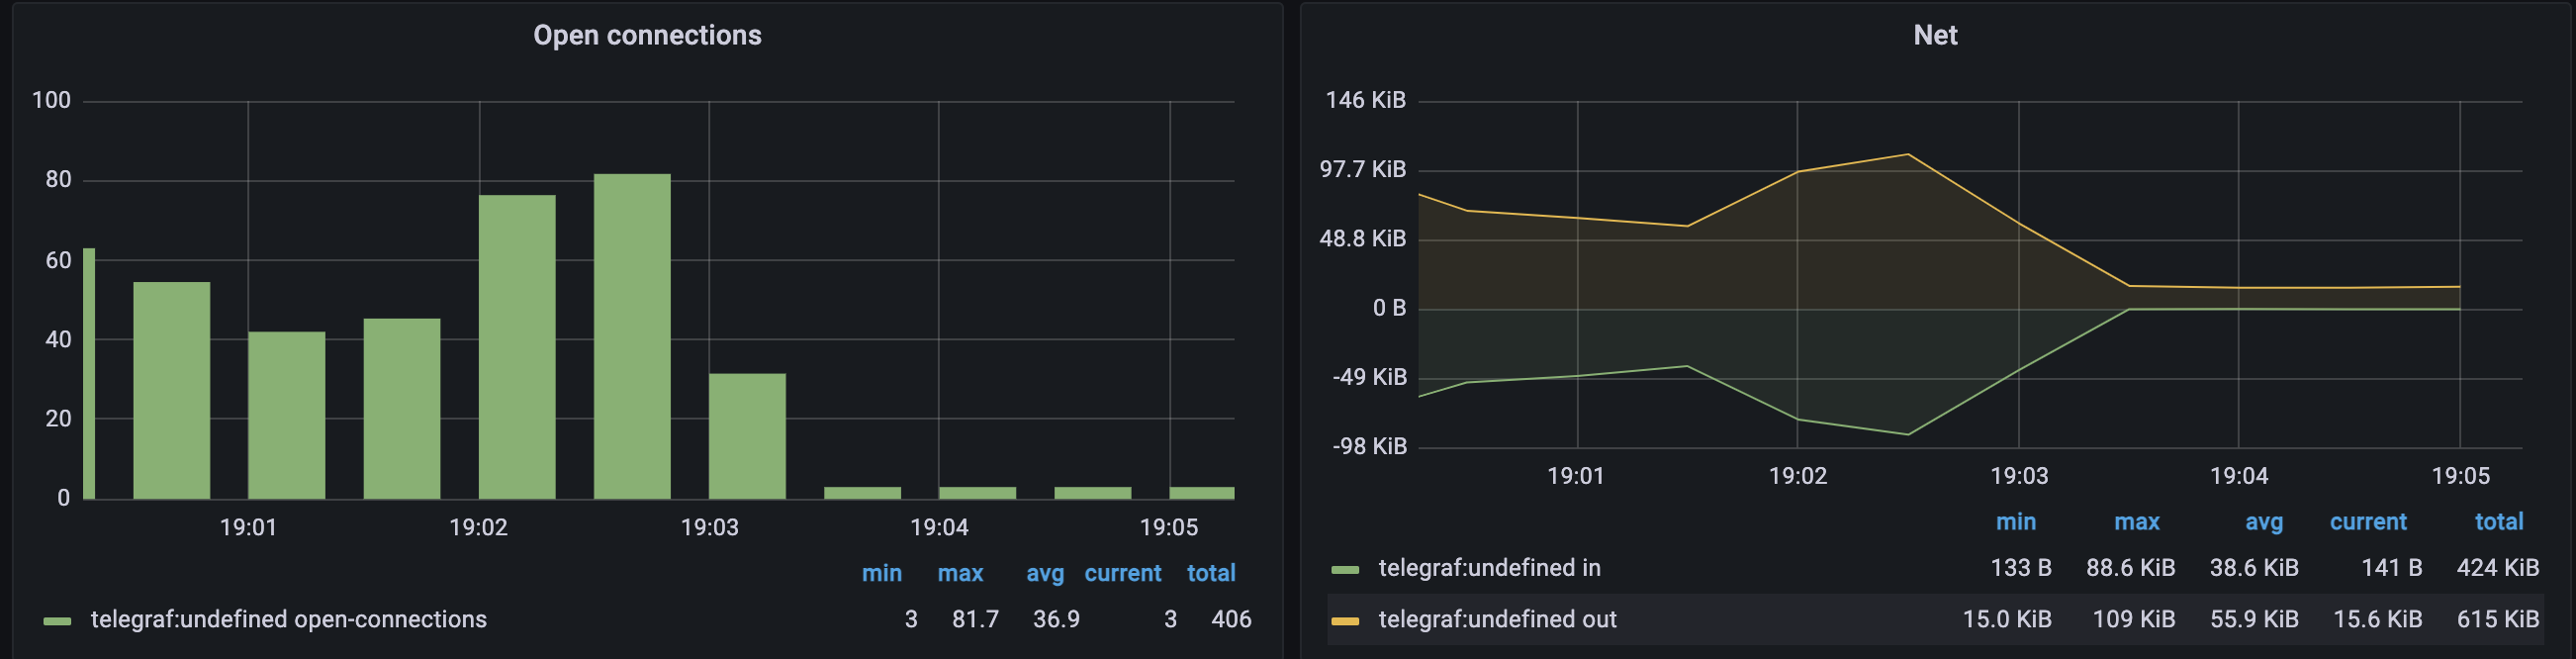 Open connections
100
80
60
40
20
0
19:01 19:02 19:03 19:04 19:05
min max avg current total
telegraf:undefined open-connections 3 81.7 36.9 3 406
Net
146 KiB
97.7 KiB
48.8 KiB
0 B
-49 KiB
-98 KiB
19:01 19:02 19:03 19:04 19:05
min max avg current total
telegraf:undefined in 133 B 88.6 KiB 38.6 KiB 141 B 424 KiB
telegraf:undefined out 15.0 KiB 109 KiB 55.9 KiB 15.6 KiB 615 KiB